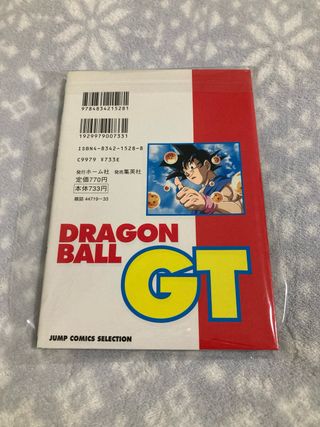 9784834215281
1929979007331
ISBN4-8342-1528-8
C9979 ¥733E
発行 ホーム社 発売 集英社
定価770円
本体733円
雑誌 44719-33
DRAGON
BALL
GT
JUMP COMICS SELECTION